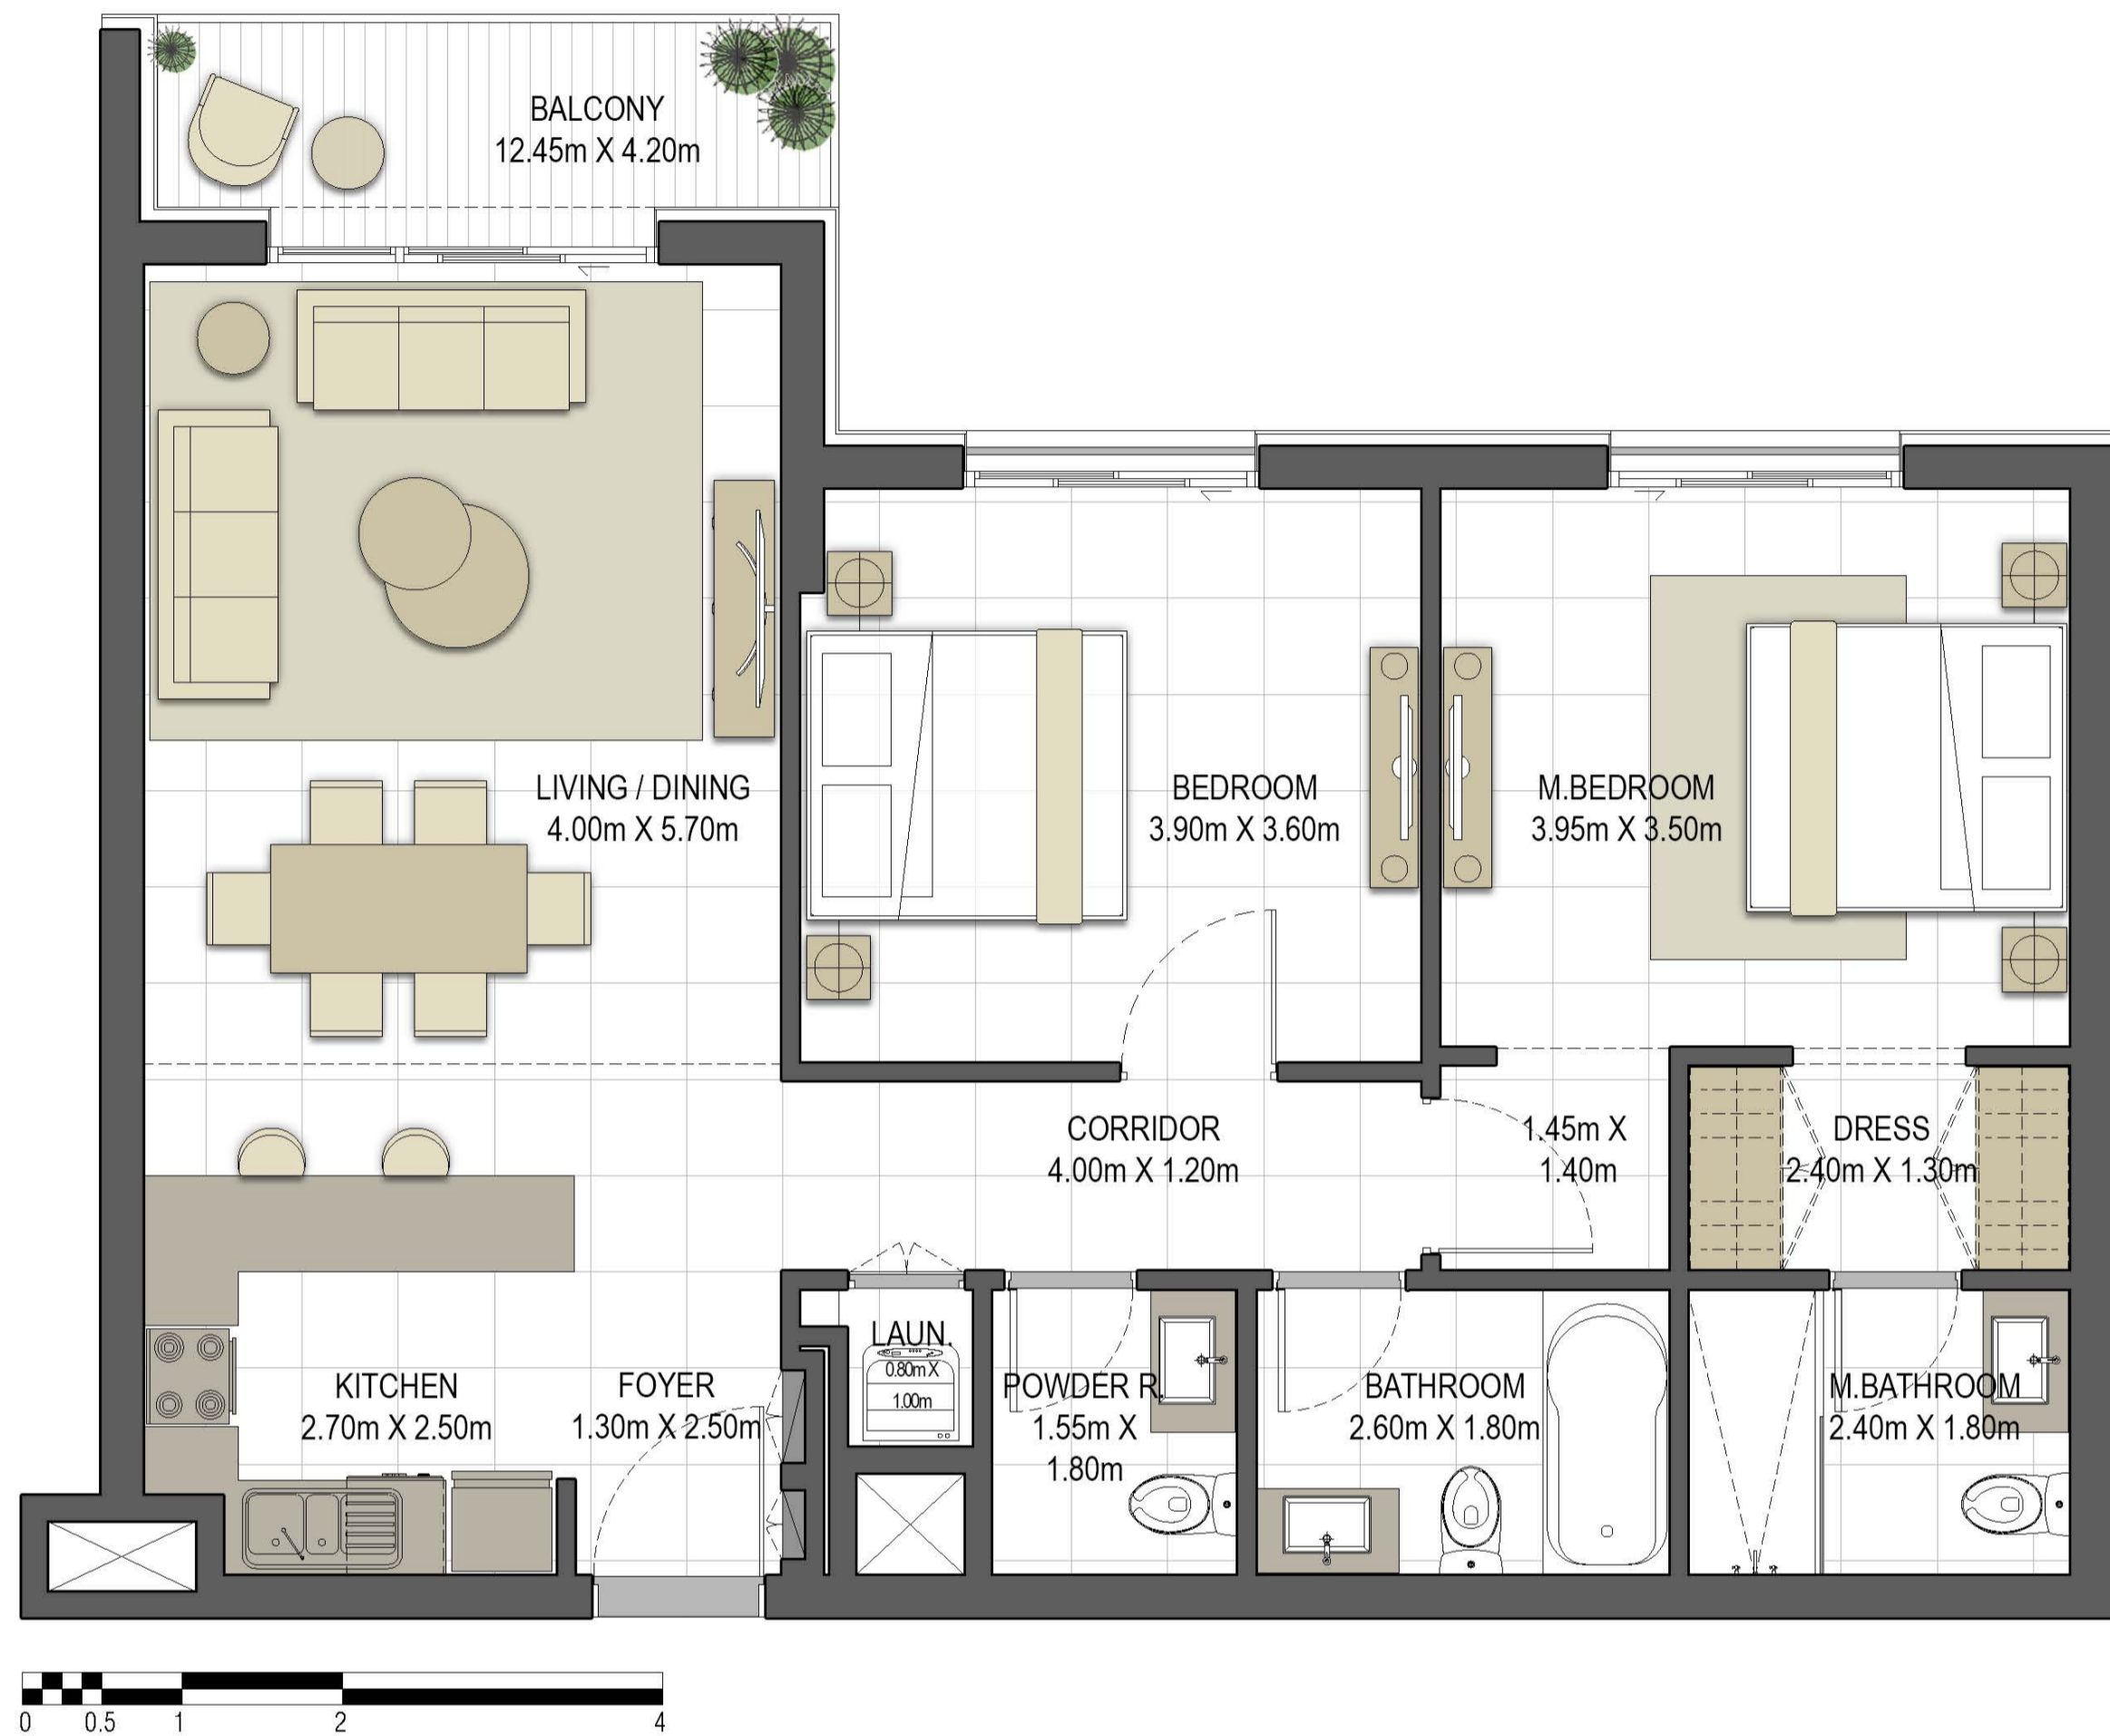 BALCONY
12.45m X 4.20m
LIVING / DINING
4.00m X 5.70m
BEDROOM
3.90m X 3.60m
M.BEDROOM
3.95m X 3.50m
CORRIDOR
4.00m X 1.20m
1.45m X
1.40m
DRESS
2.40m X 1.30m
KITCHEN
2.70m X 2.50m
FOYER
1.30m X 2.50m
LAUN.
0.80m X
1.00m
POWDER R.
1.55m X
1.80m
BATHROOM
2.60m X 1.80m
M.BATHROOM
2.40m X 1.80m
0 0.5 1 2 4